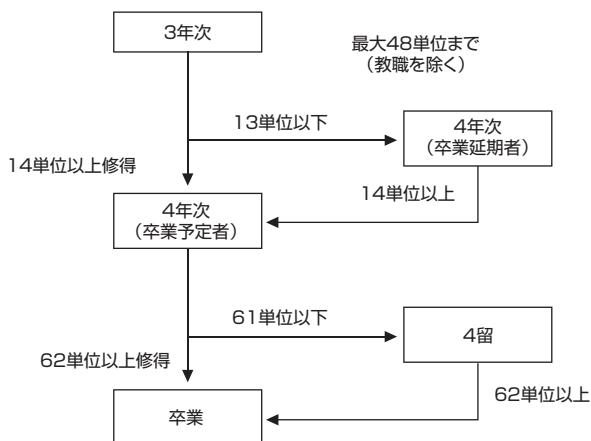 3年次
最大48単位まで
（教職を除く）
13単位以下
4年次
（卒業延期者）
14単位以上修得
14単位以上
4年次
（卒業予定者）
61単位以下
4留
62単位以上修得
62単位以上
卒業